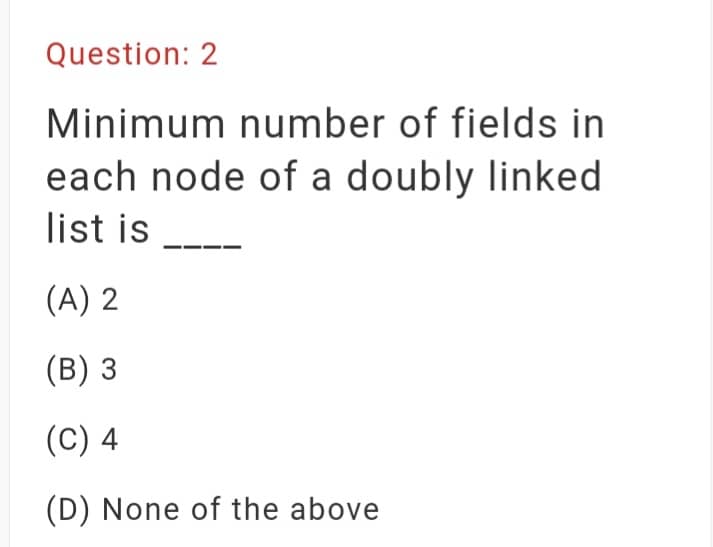 Question: 2
Minimum number of fields in
each node of a doubly linked
list is ____
(A) 2
(B) 3
(C) 4
(D) None of the above